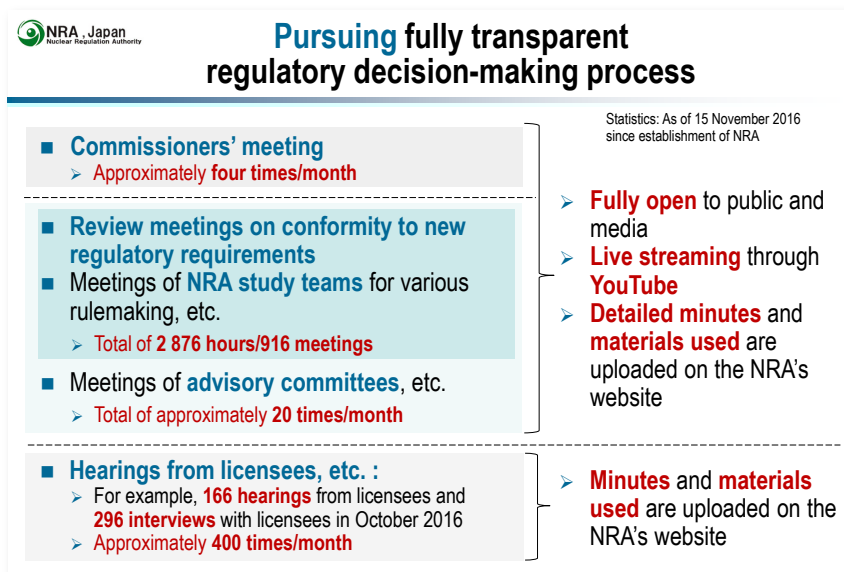 NRA , Japan
Nuclear Regulation Authority
Pursuing fully transparent
regulatory decision-making process
Statistics: As of 15 November 2016
since establishment of NRA
■ Commissioners’ meeting
➢ Approximately four times/month
■ Review meetings on conformity to new
regulatory requirements
■ Meetings of NRA study teams for various
rulemaking, etc.
➢ Total of 2 876 hours/916 meetings
■ Meetings of advisory committees, etc.
➢ Total of approximately 20 times/month
➢ Fully open to public and
media
➢ Live streaming through
YouTube
➢ Detailed minutes and
materials used are
uploaded on the NRA’s
website
■ Hearings from licensees, etc. :
➢ For example, 166 hearings from licensees and
296 interviews with licensees in October 2016
➢ Approximately 400 times/month
➢ Minutes and materials
used are uploaded on the
NRA’s website